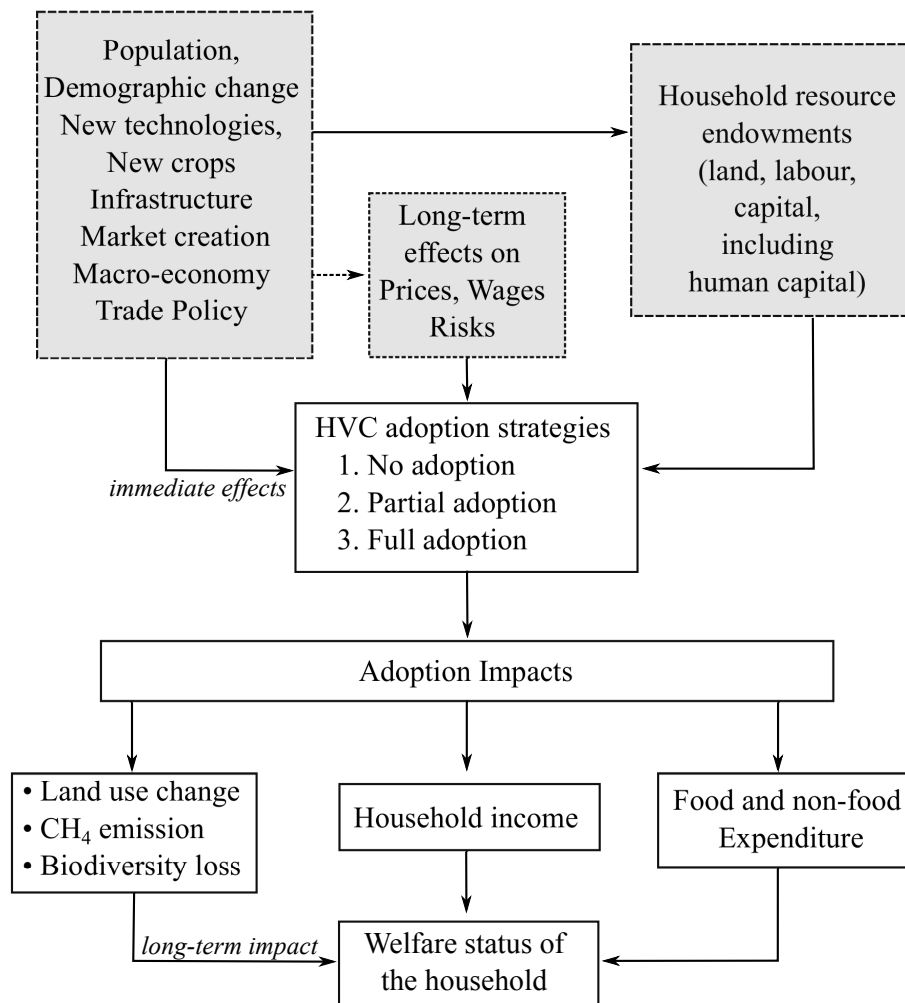 Population,
Demographic change
New technologies,
New crops
Infrastructure
Market creation
Macro-economy
Trade Policy
Long-term
effects on
Prices, Wages
Risks
Household resource
endowments
(land, labour,
capital,
including
human capital)
immediate effects
HVC adoption strategies
1. No adoption
2. Partial adoption
3. Full adoption
Adoption Impacts
• Land use change
• CH₄ emission
• Biodiversity loss
Household income
Food and non-food
Expenditure
long-term impact
Welfare status of
the household